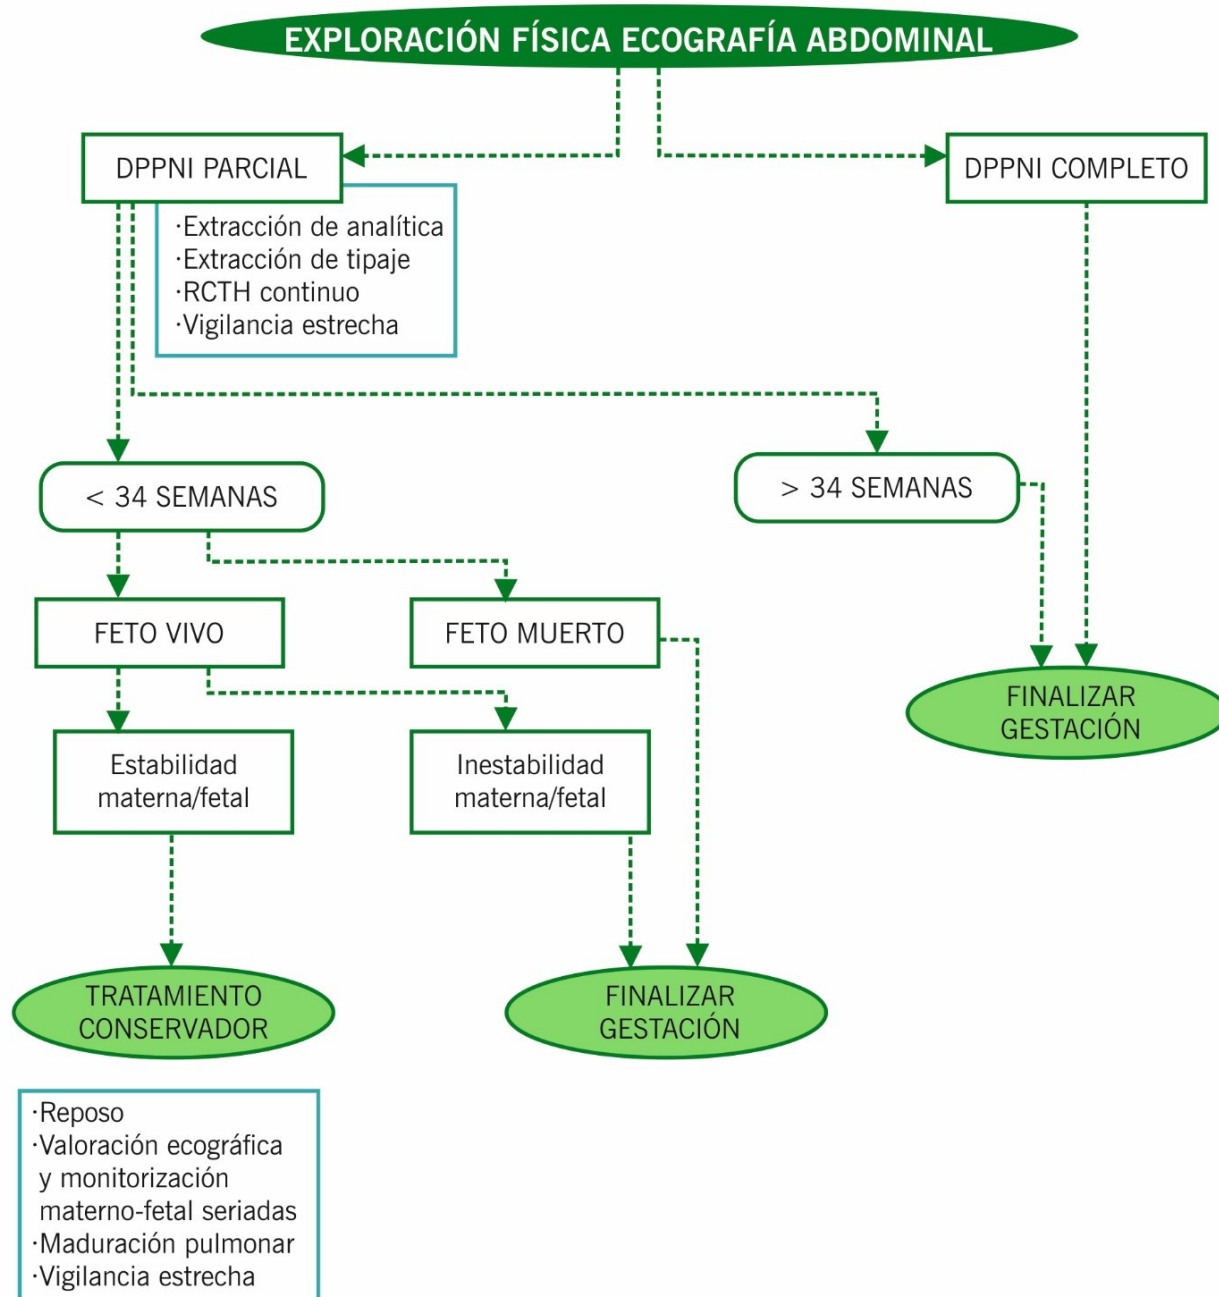 EXPLORACIÓN FÍSICA ECOGRAFÍA ABDOMINAL
DPPNI PARCIAL
DPPNI COMPLETO
·Extracción de analítica
·Extracción de tipaje
·RCTH continuo
·Vigilancia estrecha
< 34 SEMANAS
> 34 SEMANAS
FETO VIVO
FETO MUERTO
FINALIZAR
GESTACIÓN
Estabilidad
materna/fetal
Inestabilidad
materna/fetal
TRATAMIENTO
CONSERVADOR
FINALIZAR
GESTACIÓN
·Reposo
·Valoración ecográfica
y monitorización
materno-fetal seriadas
·Maduración pulmonar
·Vigilancia estrecha